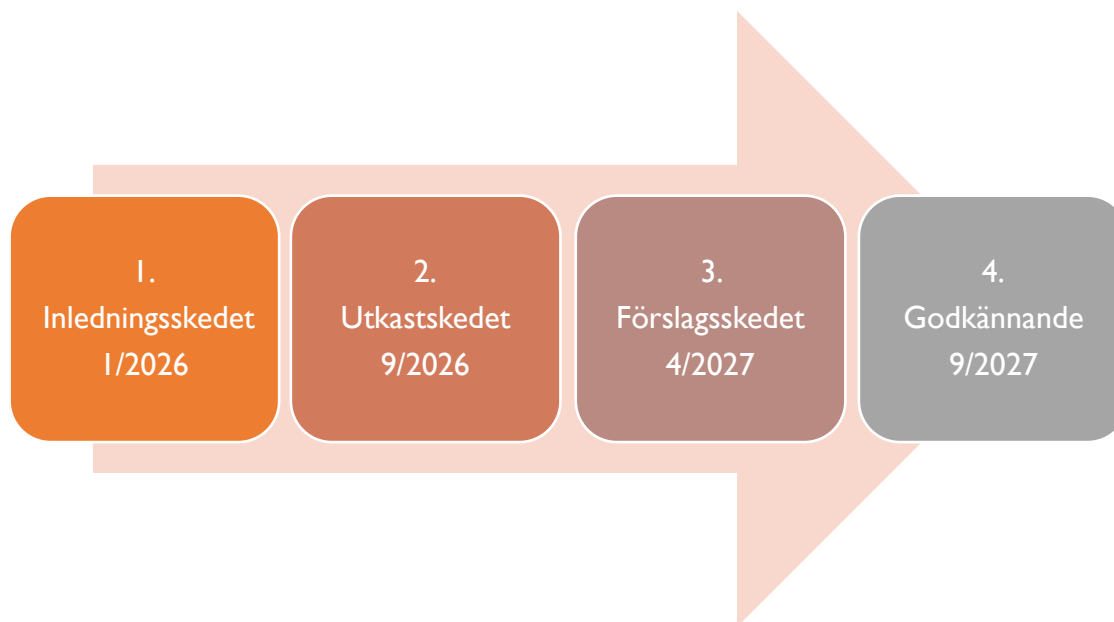 1.
Inledningsskedet
1/2026
2.
Utkastskedet
9/2026
3.
Förslagsskedet
4/2027
4.
Godkännande
9/2027